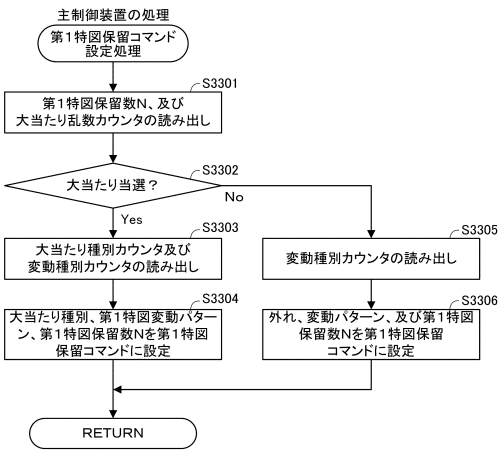 主制御装置の処理
第1特図保留コマンド
設定処理
S3301
第1特図保留数N、及び
大当たり乱数カウンタの読み出し
S3302
大当たり当選？
No
Yes
S3303
大当たり種別カウンタ及び
変動種別カウンタの読み出し
S3305
変動種別カウンタの読み出し
S3304
大当たり種別、第1特図変動パター
ン、第1特図保留数Nを第1特図
保留コマンドに設定
S3306
外れ、変動パターン、及び第1特図
保留数Nを第1特図保留
コマンドに設定
RETURN